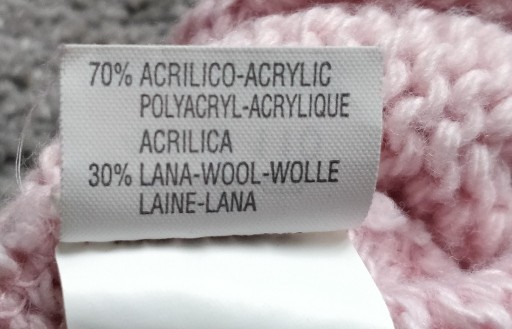 70% ACRILICO-ACRYLIC
POLYACRYL-ACRYLIQUE
ACRILICA
30% LANA-WOOL-WOLLE
LAINE-LANA